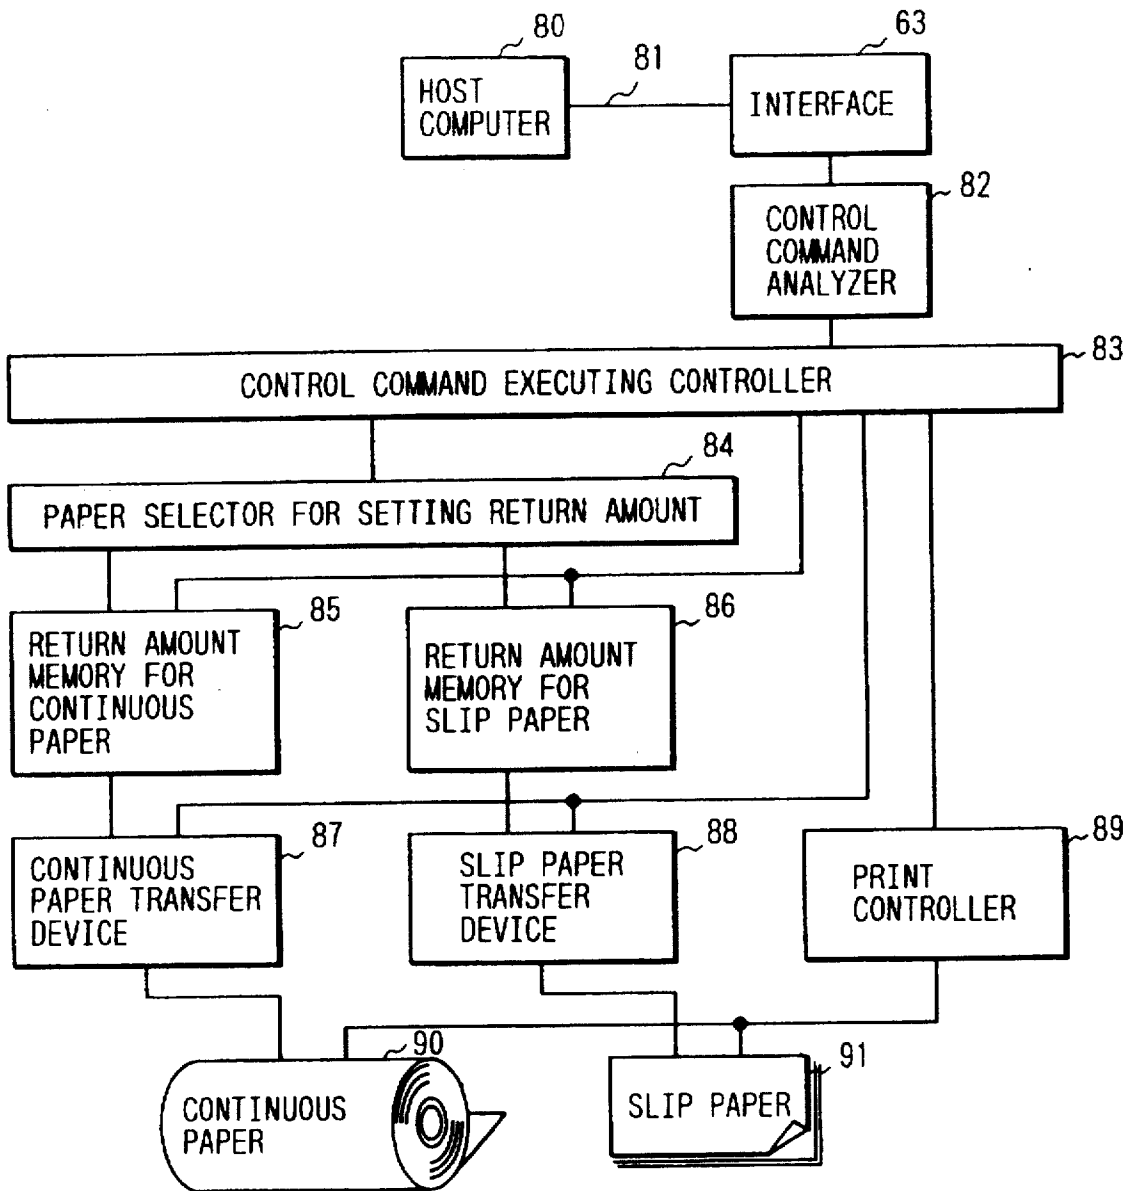 80
63
81
HOST
COMPUTER
INTERFACE
82
CONTROL
COMMAND
ANALYZER
83
CONTROL COMMAND EXECUTING CONTROLLER
84
PAPER SELECTOR FOR SETTING RETURN AMOUNT
85
RETURN AMOUNT
MEMORY FOR
CONTINUOUS
PAPER
86
RETURN AMOUNT
MEMORY FOR
SLIP PAPER
87
CONTINUOUS
PAPER TRANSFER
DEVICE
88
SLIP PAPER
TRANSFER
DEVICE
89
PRINT
CONTROLLER
90
CONTINUOUS
PAPER
91
SLIP PAPER